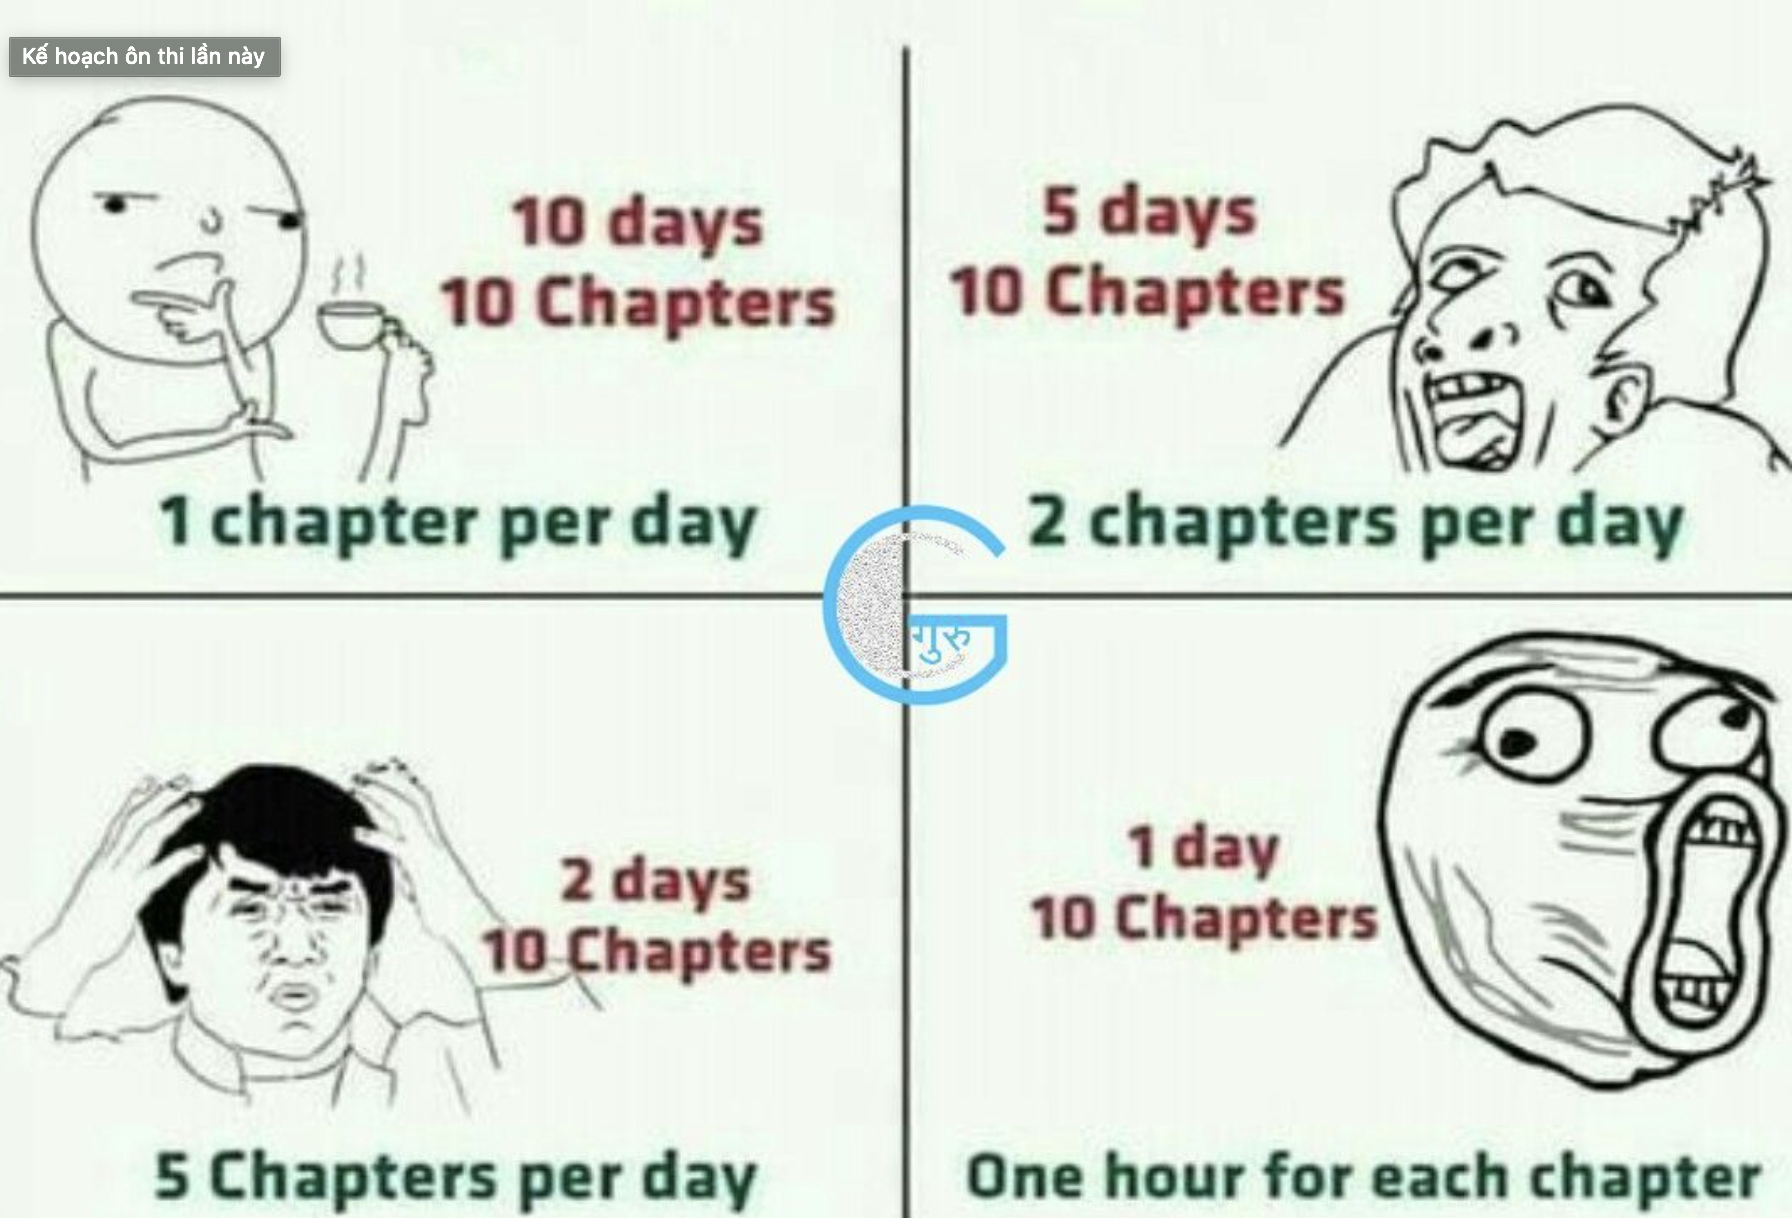 Kế hoạch ôn thi lần này
10 days
10 Chapters
1 chapter per day
5 days
10 Chapters
2 chapters per day
गुरु
2 days
10 Chapters
5 Chapters per day
1 day
10 Chapters
One hour for each chapter